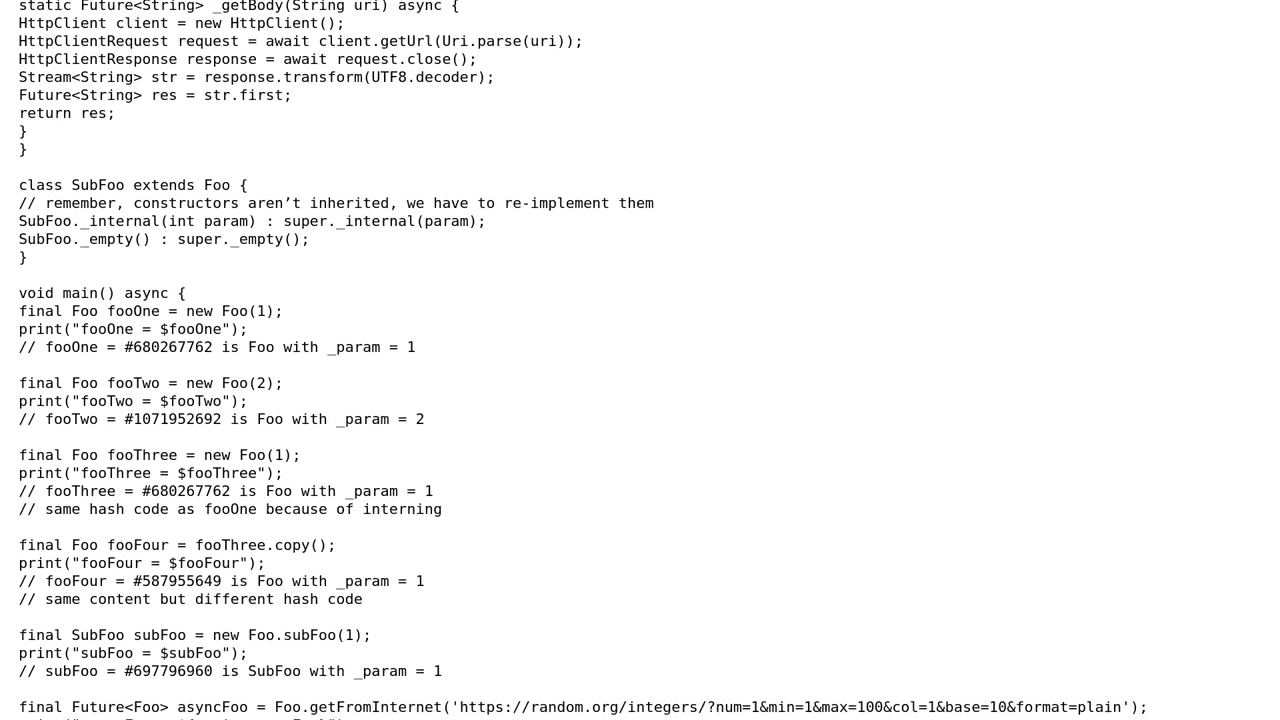 static Future<String> _getBody(String uri) async {
HttpClient client = new HttpClient();
HttpClientRequest request = await client.getUrl(Uri.parse(uri));
HttpClientResponse response = await request.close();
Stream<String> str = response.transform(UTF8.decoder);
Future<String> res = str.first;
return res;
}
}

class SubFoo extends Foo {
// remember, constructors aren’t inherited, we have to re-implement them
SubFoo._internal(int param) : super._internal(param);
SubFoo._empty() : super._empty();
}

void main() async {
final Foo fooOne = new Foo(1);
print("fooOne = $fooOne");
// fooOne = #680267762 is Foo with _param = 1

final Foo fooTwo = new Foo(2);
print("fooTwo = $fooTwo");
// fooTwo = #1071952692 is Foo with _param = 2

final Foo fooThree = new Foo(1);
print("fooThree = $fooThree");
// fooThree = #680267762 is Foo with _param = 1
// same hash code as fooOne because of interning

final Foo fooFour = fooThree.copy();
print("fooFour = $fooFour");
// fooFour = #587955649 is Foo with _param = 1
// same content but different hash code

final SubFoo subFoo = new Foo.subFoo(1);
print("subFoo = $subFoo");
// subFoo = #697796960 is SubFoo with _param = 1

final Future<Foo> asyncFoo = Foo.getFromInternet('https://random.org/integers/?num=1&min=1&max=100&col=1&base=10&format=plain');